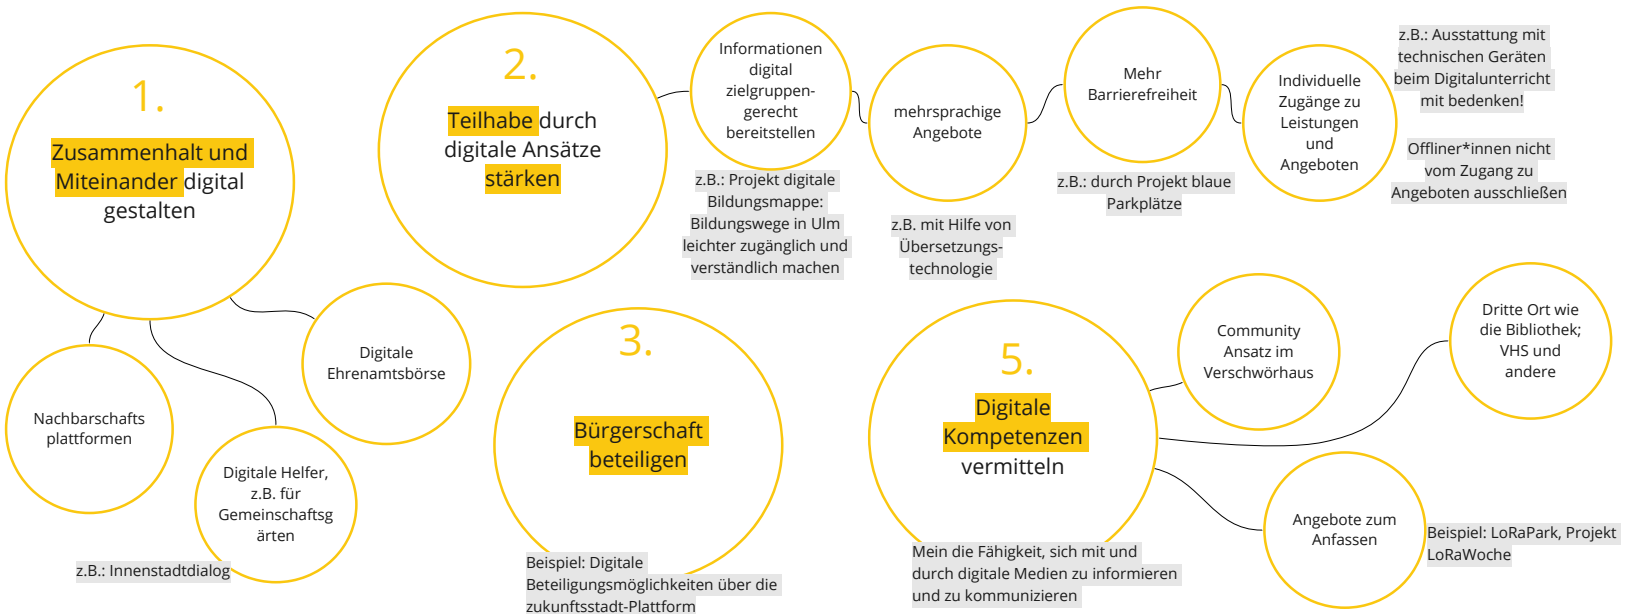 1.
Zusammenhalt und
Miteinander digital
gestalten
Nachbarschafts
plattformen
Digitale Helfer,
z.B. für
Gemeinschaftsg
ärten
z.B.: Innenstadtdialog
Digitale
Ehrenamtsbörse
2.
Teilhabe durch
digitale Ansätze
stärken
Informationen
digital
zielgruppen-
gerecht
bereitstellen
z.B.: Projekt digitale
Bildungsmappe:
Bildungswege in Ulm
leichter zugänglich und
verständlich machen
mehrsprachige
Angebote
z.B. mit Hilfe von
Übersetzungs-
technologie
Mehr
Barrierefreiheit
z.B.: durch Projekt blaue
Parkplätze
Individuelle
Zugänge zu
Leistungen
und
Angeboten
z.B.: Ausstattung mit
technischen Geräten
beim Digitalunterricht
mit bedenken!
Offliner*innen nicht
vom Zugang zu
Angeboten ausschließen
3.
Bürgerschaft
beteiligen
Beispiel: Digitale
Beteiligungsmöglichkeiten über die
zukunftsstadt-Plattform
5.
Digitale
Kompetenzen
vermitteln
Mein die Fähigkeit, sich mit und
durch digitale Medien zu informieren
und zu kommunizieren
Community
Ansatz im
Verschwörhaus
Dritte Ort wie
die Bibliothek;
VHS und
andere
Angebote zum
Anfassen
Beispiel: LoRaPark, Projekt
LoRaWoche